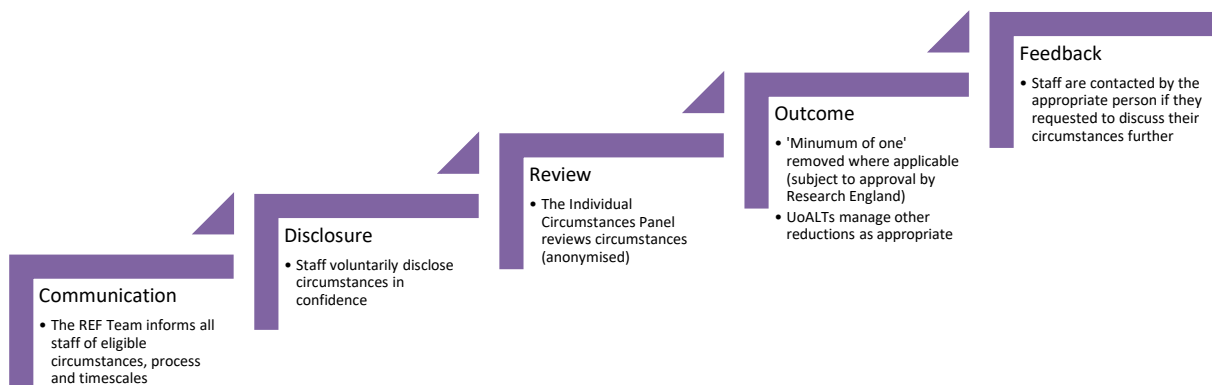 Communication
• The REF Team informs all
staff of eligible
circumstances, process
and timescales
Disclosure
• Staff voluntarily disclose
circumstances in
confidence
Review
• The Individual
Circumstances Panel
reviews circumstances
(anonymised)
Outcome
• 'Minumum of one'
removed where applicable
(subject to approval by
Research England)
• UoALTs manage other
reductions as appropriate
Feedback
• Staff are contacted by the
appropriate person if they
requested to discuss their
circumstances further